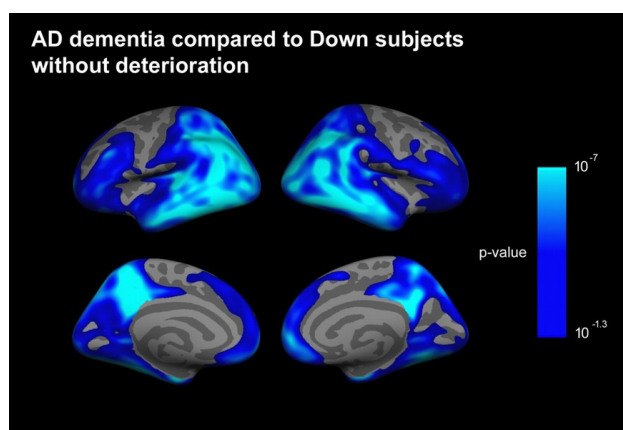 AD dementia compared to Down subjects
without deterioration
10-7
p-value
10-1.3